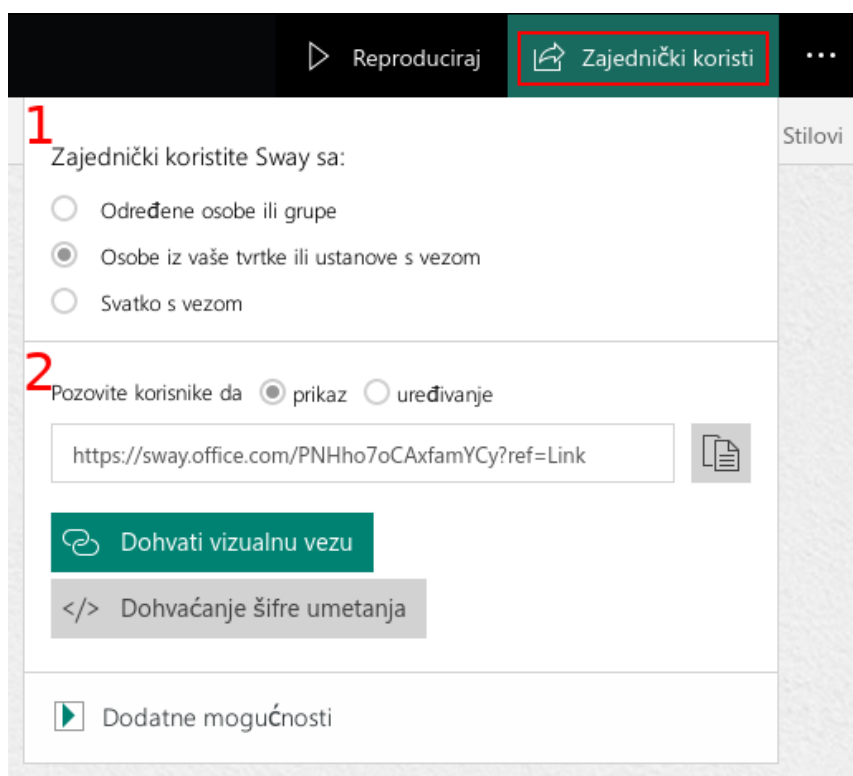 Reproduciraj Zajednički koristi ...
1
Stilovi
Zajednički koristite Sway sa:
Određene osobe ili grupe
Osobe iz vaše tvrtke ili ustanove s vezom
Svatko s vezom
2
Pozovite korisnike da prikaz uređivanje
https://sway.office.com/PNHho7oCAxfamYCy?ref=Link
Dohvati vizualnu vezu
</> Dohvaćanje šifre umetanja
Dodatne mogućnosti